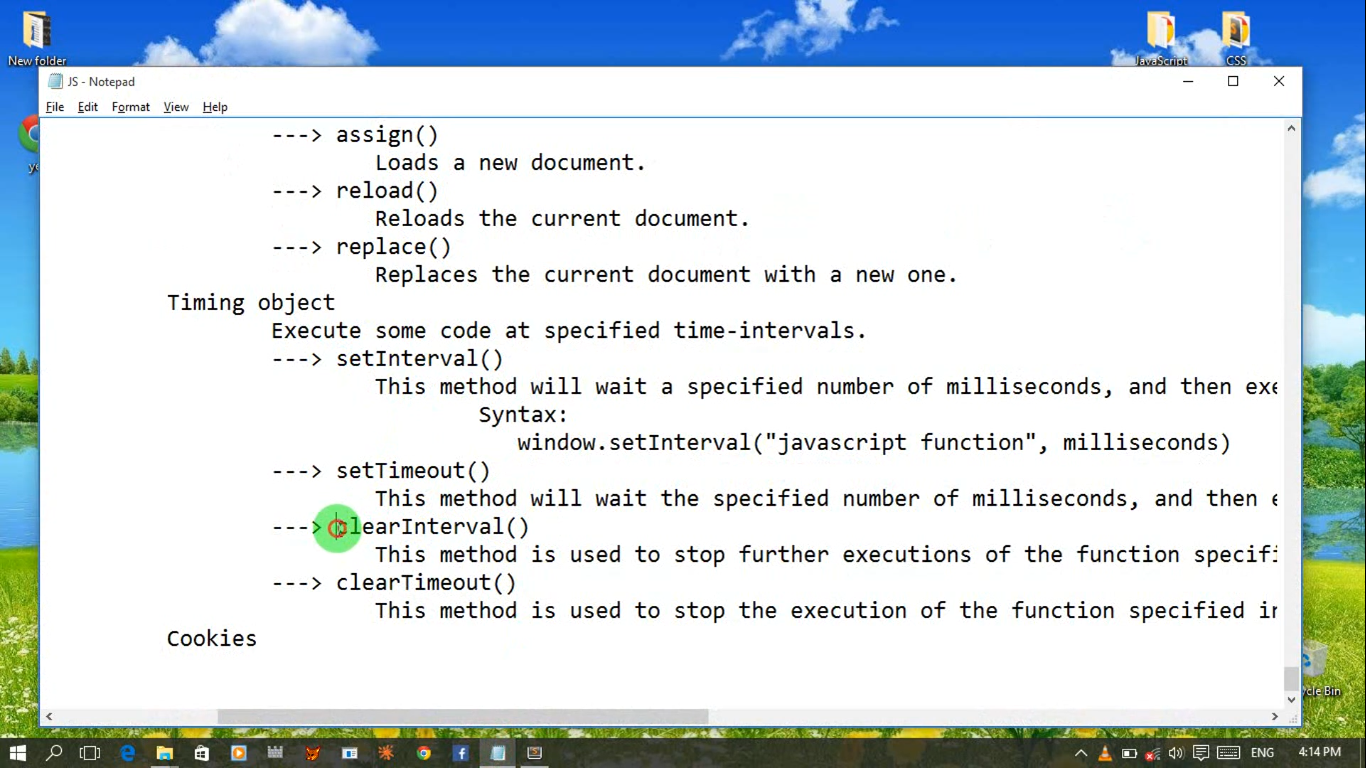 New folder
JavaScript
CSS
JS - Notepad
File Edit Format View Help
---> assign()
Loads a new document.
---> reload()
Reloads the current document.
---> replace()
Replaces the current document with a new one.
Timing object
Execute some code at specified time-intervals.
---> setInterval()
This method will wait a specified number of milliseconds, and then exe
Syntax:
window.setInterval("javascript function", milliseconds)
---> setTimeout()
This method will wait the specified number of milliseconds, and then e
---> clearInterval()
This method is used to stop further executions of the function specifi
---> clearTimeout()
This method is used to stop the execution of the function specified in
Cookies
ycle Bin
ENG
4:14 PM